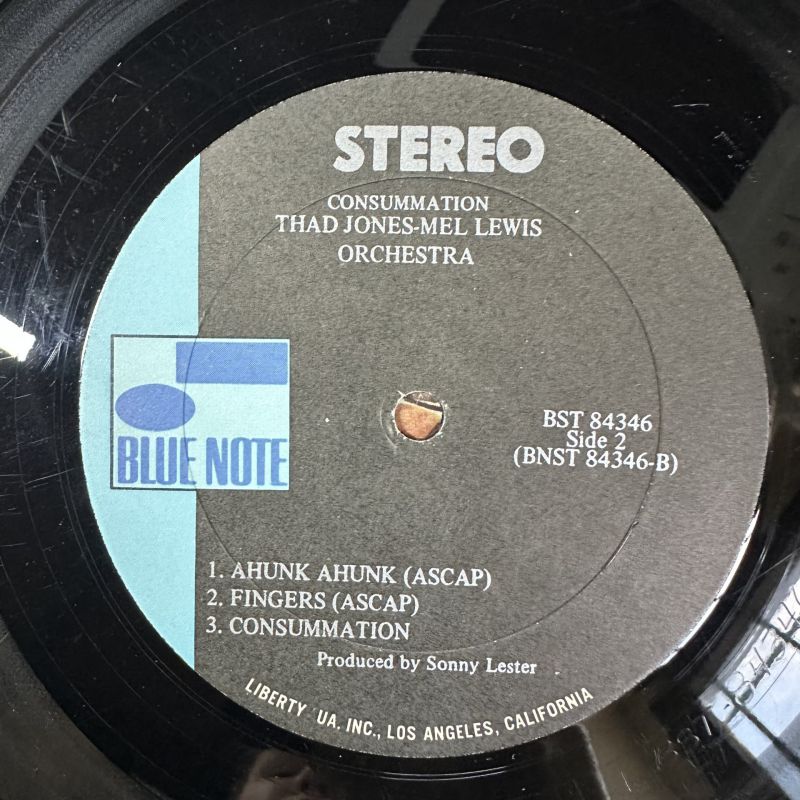 STEREO
CONSUMMATION
THAD JONES-MEL LEWIS
ORCHESTRA
BLUE NOTE
BST 84346
Side 2
(BNST 84346-B)
1. AHUNK AHUNK (ASCAP)
2. FINGERS (ASCAP)
3. CONSUMMATION
Produced by Sonny Lester
LIBERTY UA, INC., LOS ANGELES, CALIFORNIA